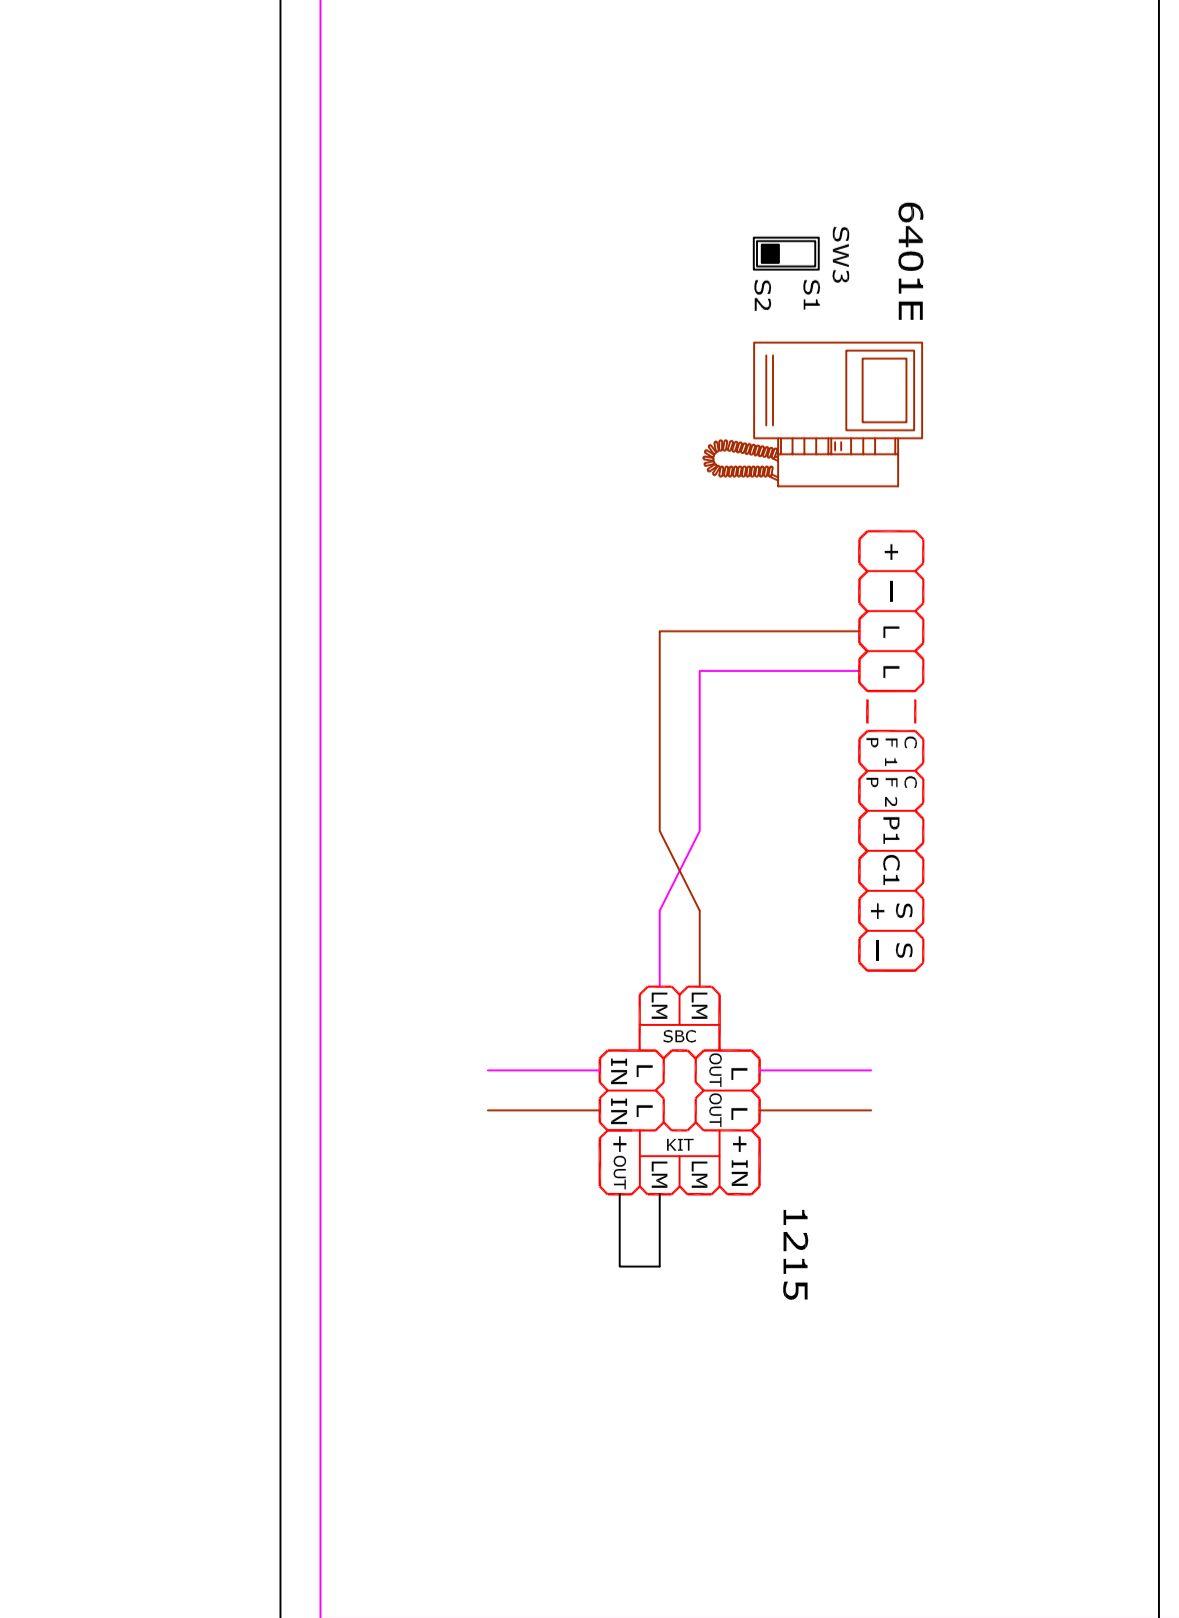 6401E
SW3
S1
S2
+
–
L
L
CFP1
CFP2
P1
C1
S+
S–
LM
LM
SBC
L OUT
L OUT
L IN
L IN
KIT
+ IN
LM
LM
+ OUT
1215